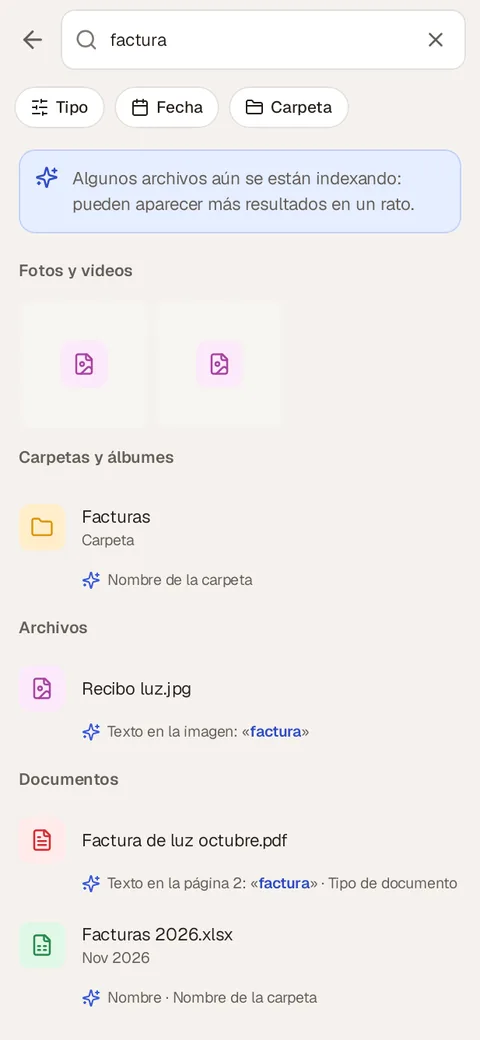 factura
Tipo
Fecha
Carpeta
Algunos archivos aún se están indexando:
pueden aparecer más resultados en un rato.
Fotos y videos
Carpetas y álbumes
Facturas
Carpeta
Nombre de la carpeta
Archivos
Recibo luz.jpg
Texto en la imagen: «factura»
Documentos
Factura de luz octubre.pdf
Texto en la página 2: «factura» · Tipo de documento
Facturas 2026.xlsx
Nov 2026
Nombre · Nombre de la carpeta